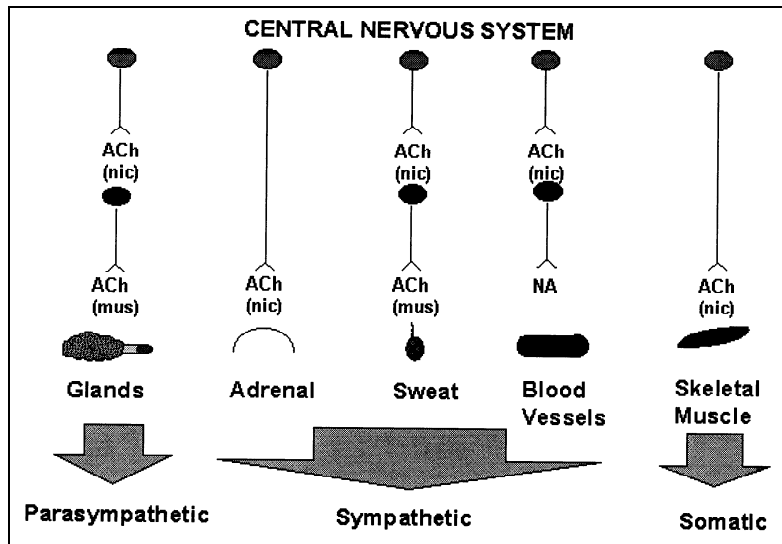 CENTRAL NERVOUS SYSTEM
ACh
(nic)
ACh
(nic)
ACh
(nic)
ACh
(mus)
ACh
(nic)
ACh
(mus)
NA
ACh
(nic)
Glands
Adrenal
Sweat
Blood
Vessels
Skeletal
Muscle
Parasympathetic
Sympathetic
Somatic